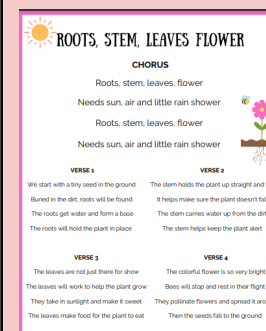 ROOTS, STEM, LEAVES FLOWER
CHORUS
Roots, stem, leaves, flower
Needs sun, air and little rain shower
Roots, stem, leaves, flower
Needs sun, air and little rain shower
VERSE 1
We start with a tiny seed in the ground
Buried in the dirt, roots will be found
The roots get water and form a base
The roots will hold the plant in place
VERSE 2
The stem holds the plant up straight and
It helps make sure the plant doesn't fal
The stem carries water up from the dirt
The stem helps keep the plant alert
VERSE 3
The leaves are not just there for show
The leaves will work to help the plant grow
They take in sunlight and make it sweet
The leaves make food for the plant to eat
VERSE 4
The colorful flower is so very bright
Bees will stop and rest in their flight
They pollinate flowers and spread it aro
Then the seeds fall to the ground